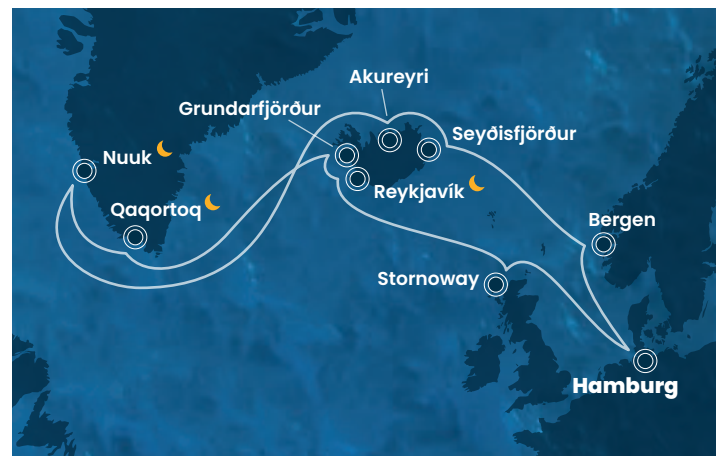 Akureyri
Grundarfjörður
Seyðisfjörður
Nuuk
Reykjavík
Qaqortoq
Bergen
Stornoway
Hamburg